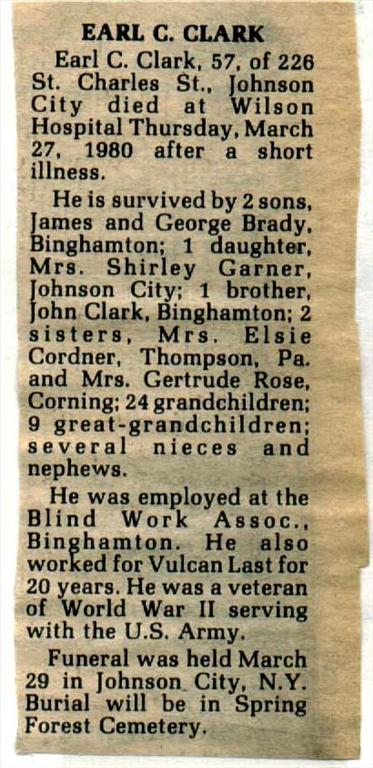 EARL C. CLARK
Earl C. Clark, 57, of 226
St. Charles St., Johnson
City died at Wilson
Hospital Thursday, March
27, 1980 after a short
illness.
He is survived by 2 sons,
James and George Brady,
Binghamton; 1 daughter,
Mrs. Shirley Garner,
Johnson City; 1 brother,
John Clark, Binghamton; 2
sisters, Mrs. Elsie
Cordner, Thompson, Pa.
and Mrs. Gertrude Rose,
Corning; 24 grandchildren;
9 great-grandchildren;
several nieces and
nephews.
He was employed at the
Blind Work Assoc.,
Binghamton. He also
worked for Vulcan Last for
20 years. He was a veteran
of World War II serving
with the U.S. Army.
Funeral was held March
29 in Johnson City, N.Y.
Burial will be in Spring
Forest Cemetery.